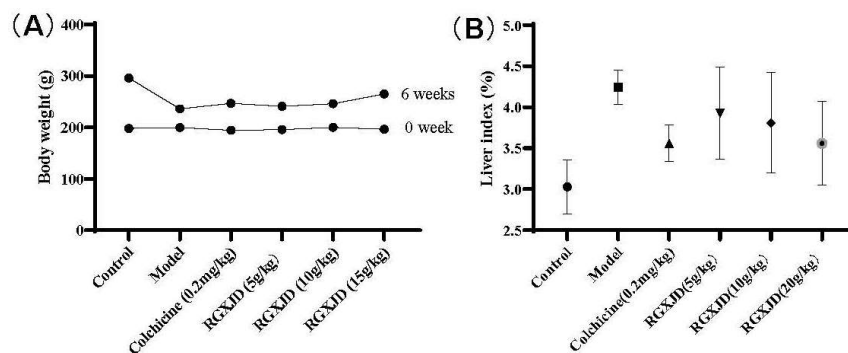 (A)
Body weight (g)
400
300
200
100
0
6 weeks
0 week
Control
Model
Colchicine (0.2mg/kg)
RGXJD (5g/kg)
RGXJD (10g/kg)
RGXJD (15g/kg)
(B)
Liver index (%)
5.0
4.5
4.0
3.5
3.0
2.5
Control
Model
Colchicine(0.2mg/kg)
RGXJD(5g/kg)
RGXJD(10g/kg)
RGXJD(20g/kg)